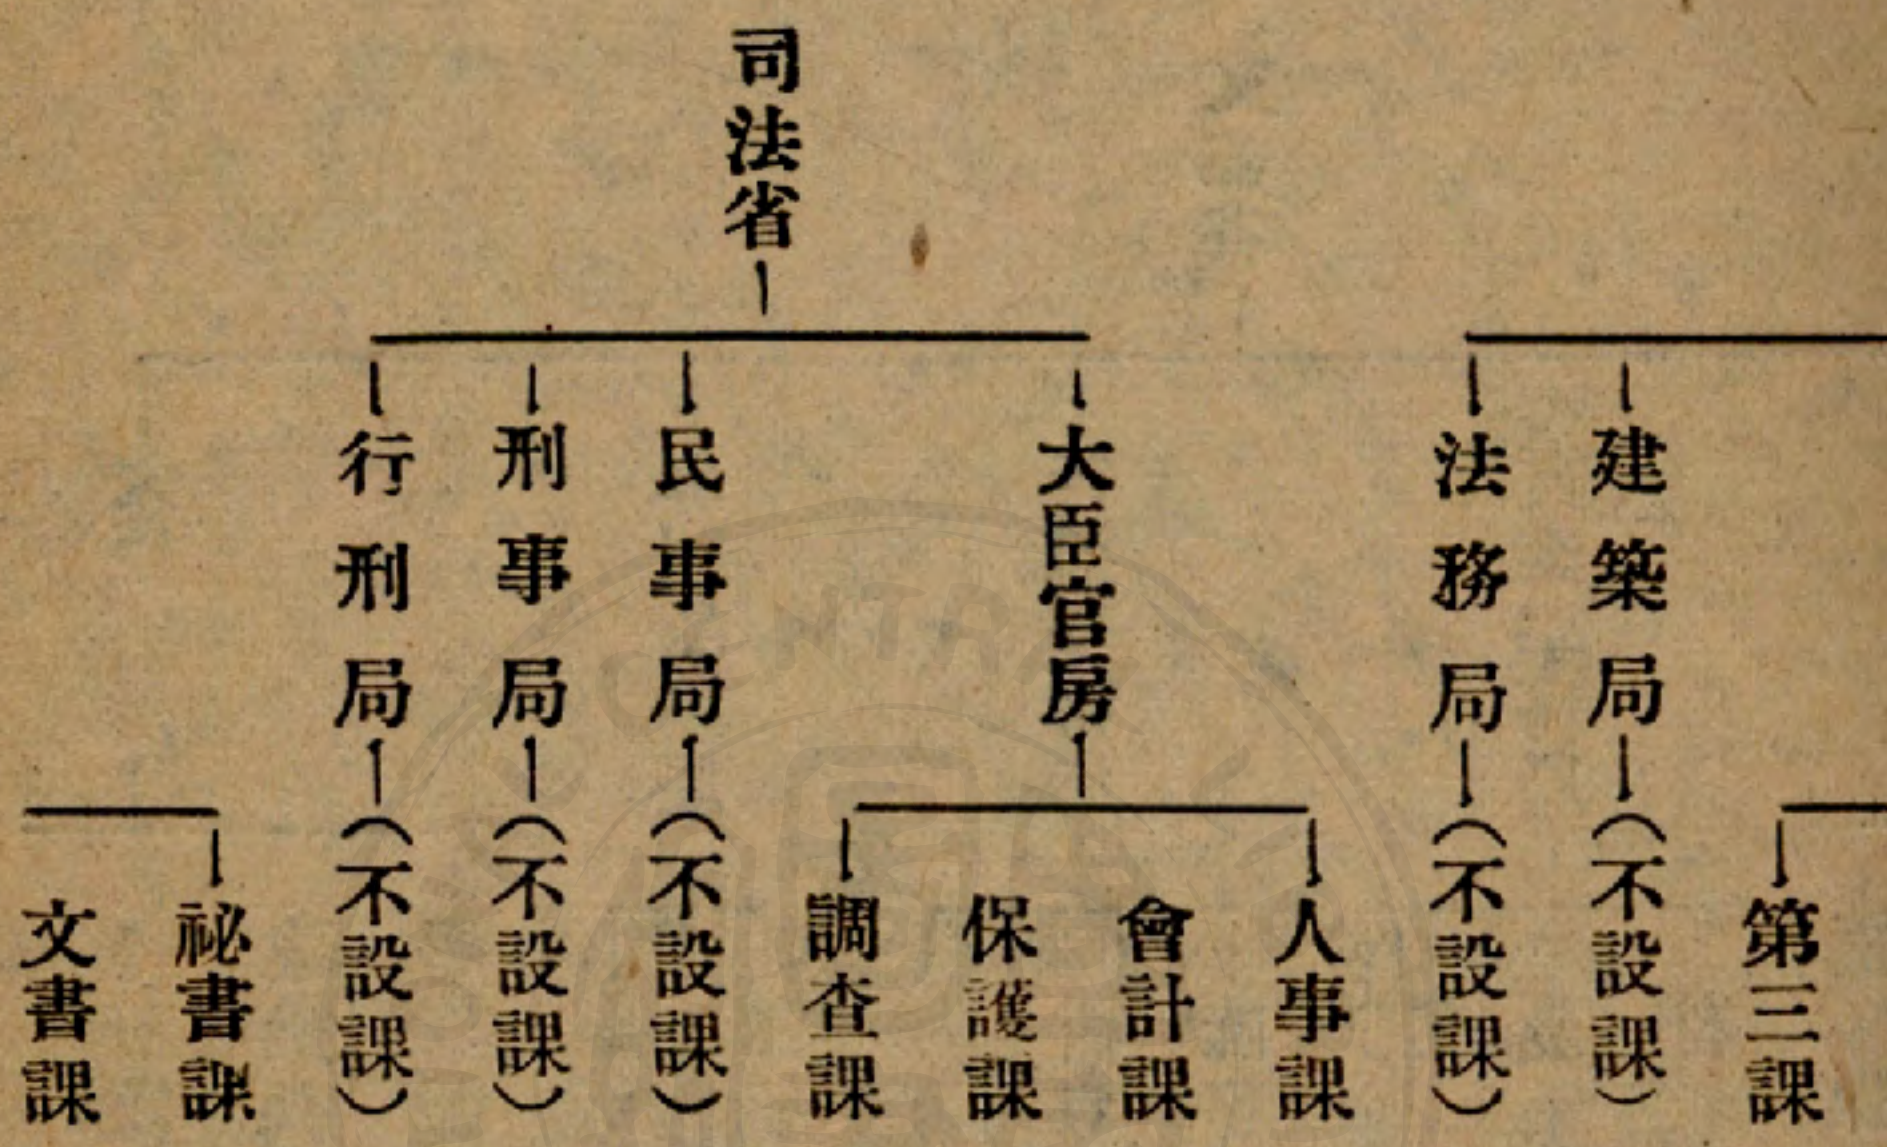 第三課
建築局（不設課）
法務局（不設課）
司法省
大臣官房
人事課
會計課
保護課
調查課
民事局（不設課）
刑事局（不設課）
行刑局（不設課）
祕書課
文書課